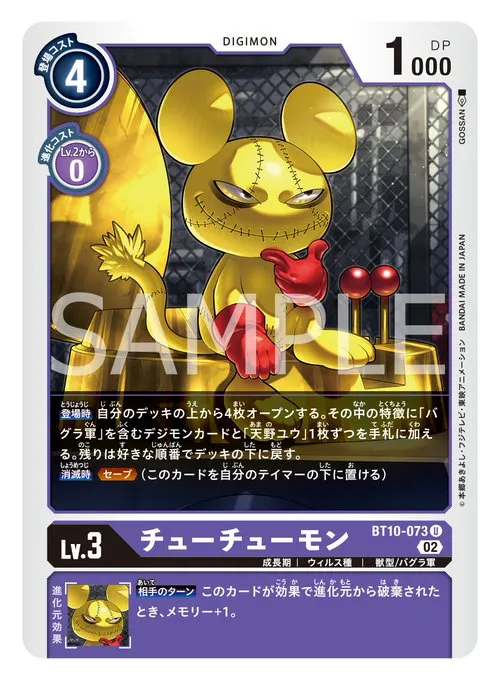 DIGIMON
登場コスト
4
1000
DP
進化コスト
Lv.2から
0
GOSSAN
SAMPLE
登場時 自分のデッキの上から4枚オープンする。その中の特徴に「バ
グラ軍」を含むデジモンカードと「天野ユウ」1枚ずつを手札に加え
る。残りは好きな順番でデッキの下に戻す。
消滅時 セーブ (このカードを自分のテイマーの下に置ける)
©本郷あきよし・フジテレビ・東映アニメーション BANDAI MADE IN JAPAN
Lv.3
チューチューモン
BT10-073 U
02
成長期 | ウィルス種 | 獣型/バグラ軍
進化元効果
相手のターン このカードが効果で進化元から破棄された
とき、メモリー+1。